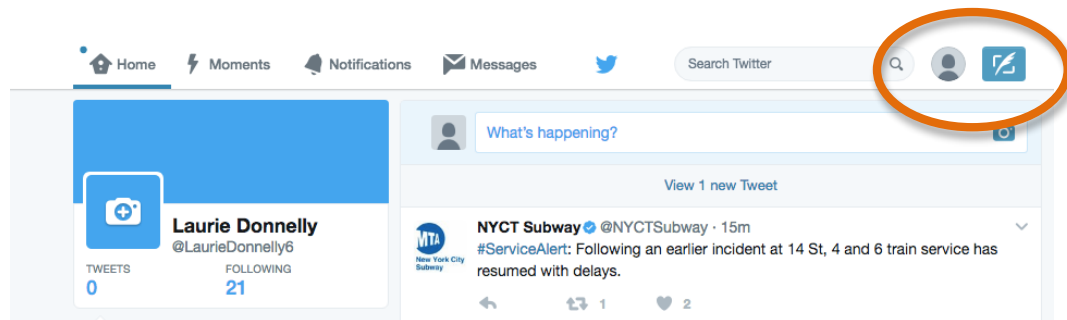 Home
Moments
Notifications
Messages
Search Twitter
What's happening?
View 1 new Tweet
Laurie Donnelly
@LaurieDonnelly6
TWEETS
FOLLOWING
0
21
MTA
New York City
Subway
NYCT Subway @NYCTSubway · 15m
#ServiceAlert: Following an earlier incident at 14 St, 4 and 6 train service has
resumed with delays.
1
2